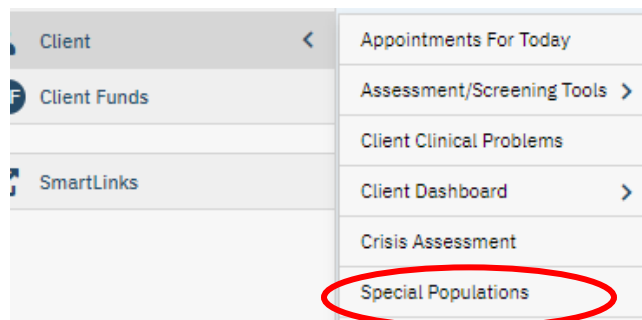 Client
Client Funds
SmartLinks
Appointments For Today
Assessment/Screening Tools
Client Clinical Problems
Client Dashboard
Crisis Assessment
Special Populations